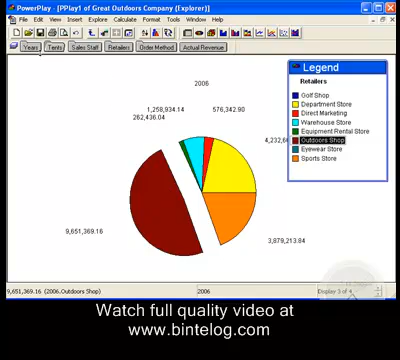 PowerPlay - [PPlay1 of Great Outdoors Company (Explorer)]
File Edit View Insert Explore Calculate Format Tools Window Help
Years Tents Sales Staff Retailers Order Method Actual Revenue
2006
Legend
Retailers
Golf Shop
Department Store
Direct Marketing
Warehouse Store
Equipment Rental Store
Outdoors Shop
Eyewear Store
Sports Store
1,258,934.14
576,342.90
262,436.04
9,651,369.16
3,879,213.84
9,651,369.16 (2006.Outdoors Shop)
2006
Display 3 of 4
Watch full quality video at
www.bintelog.com